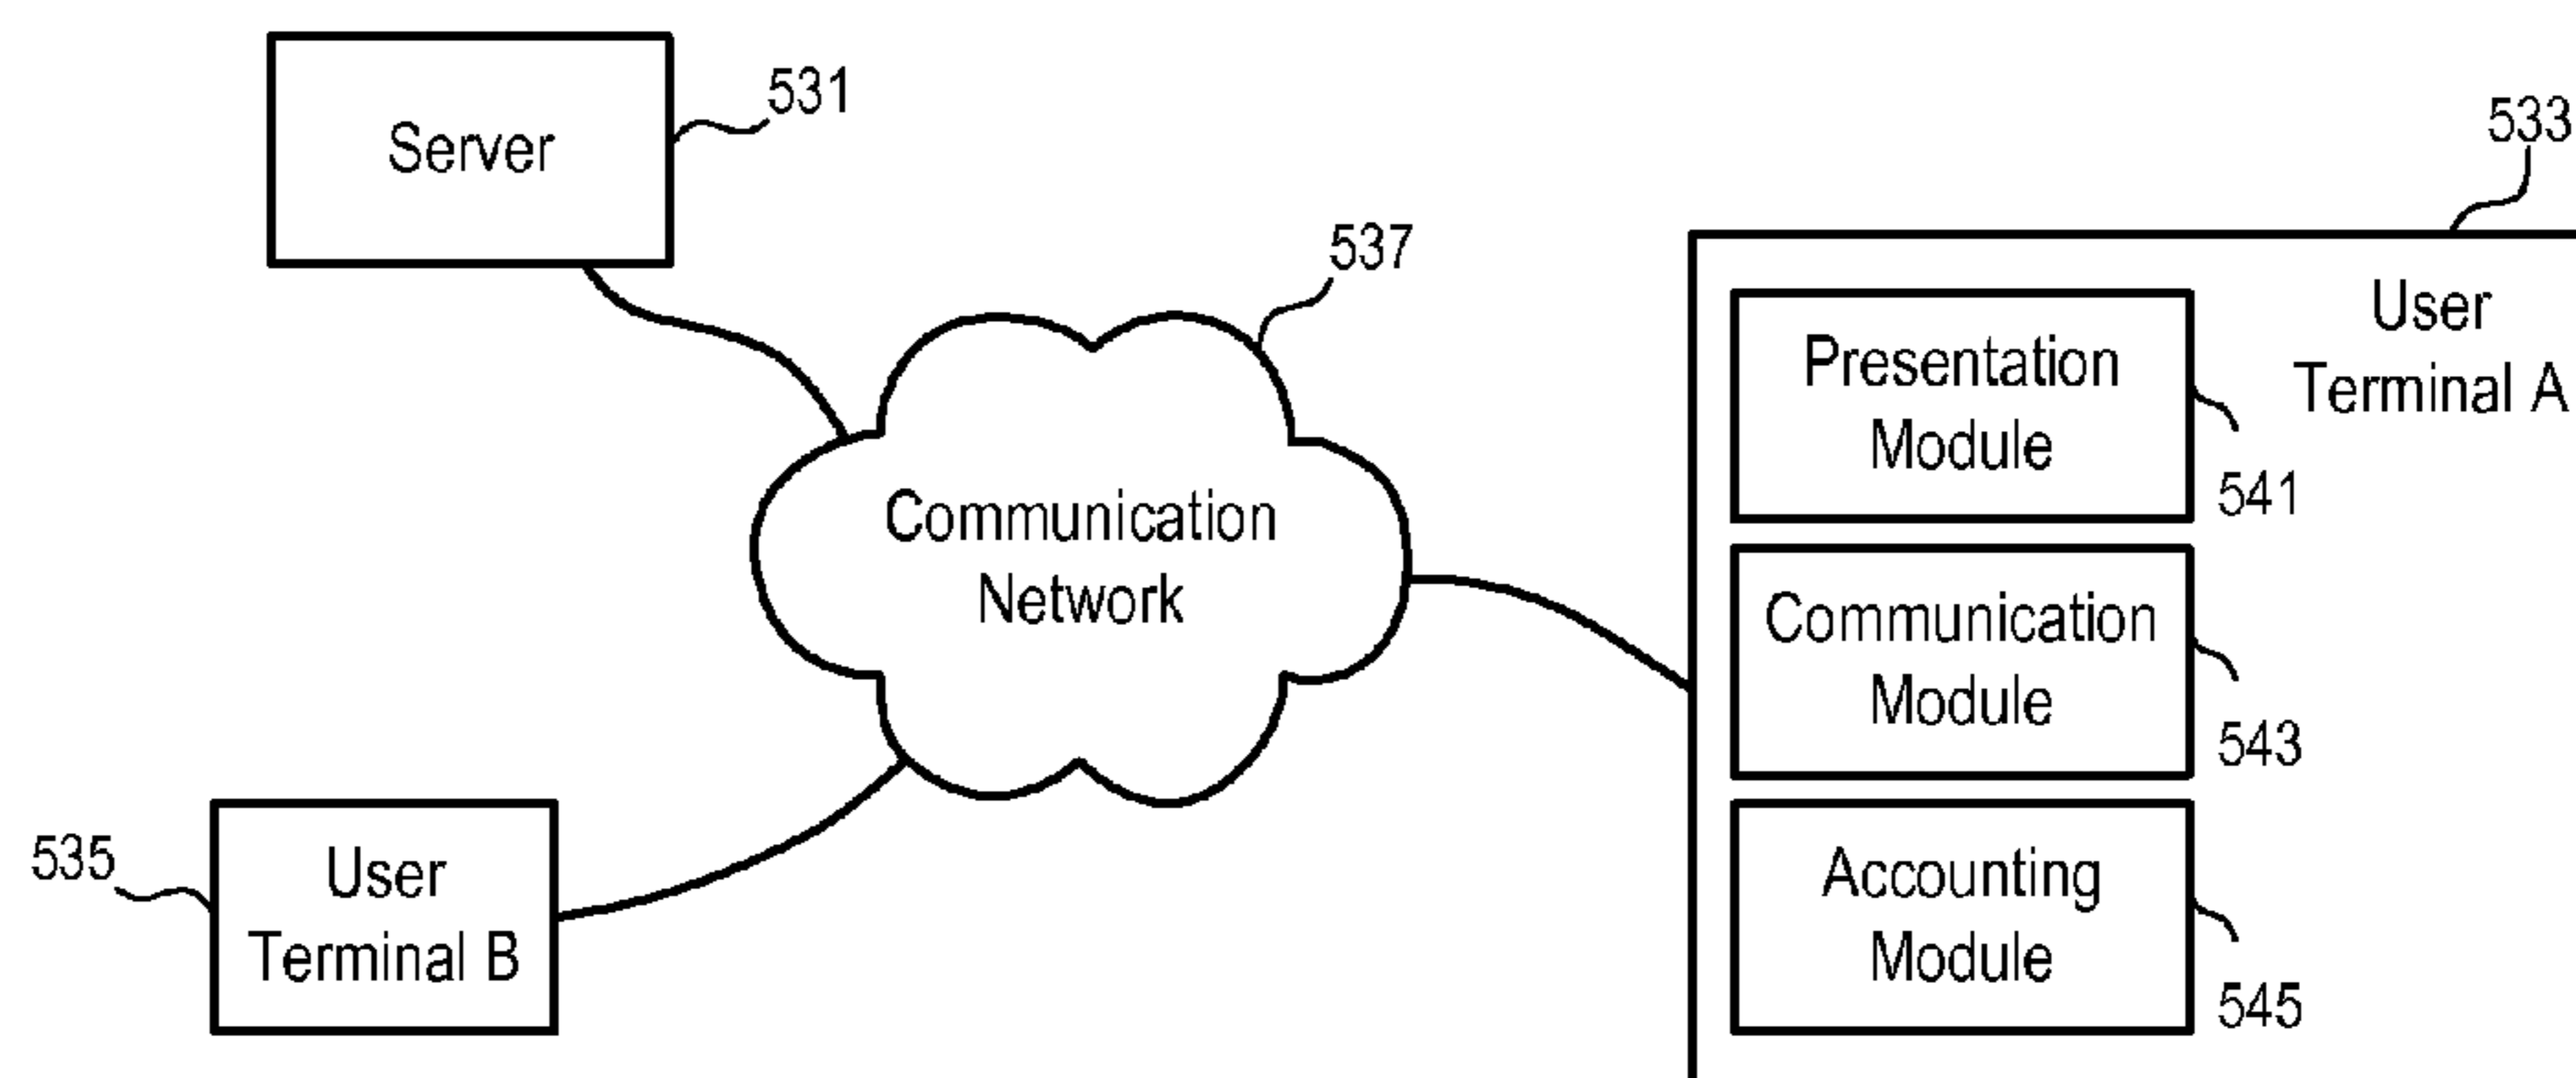 Server
531
533
537
User
Terminal A
Presentation
Module
541
Communication
Network
Communication
Module
543
535
User
Terminal B
Accounting
Module
545